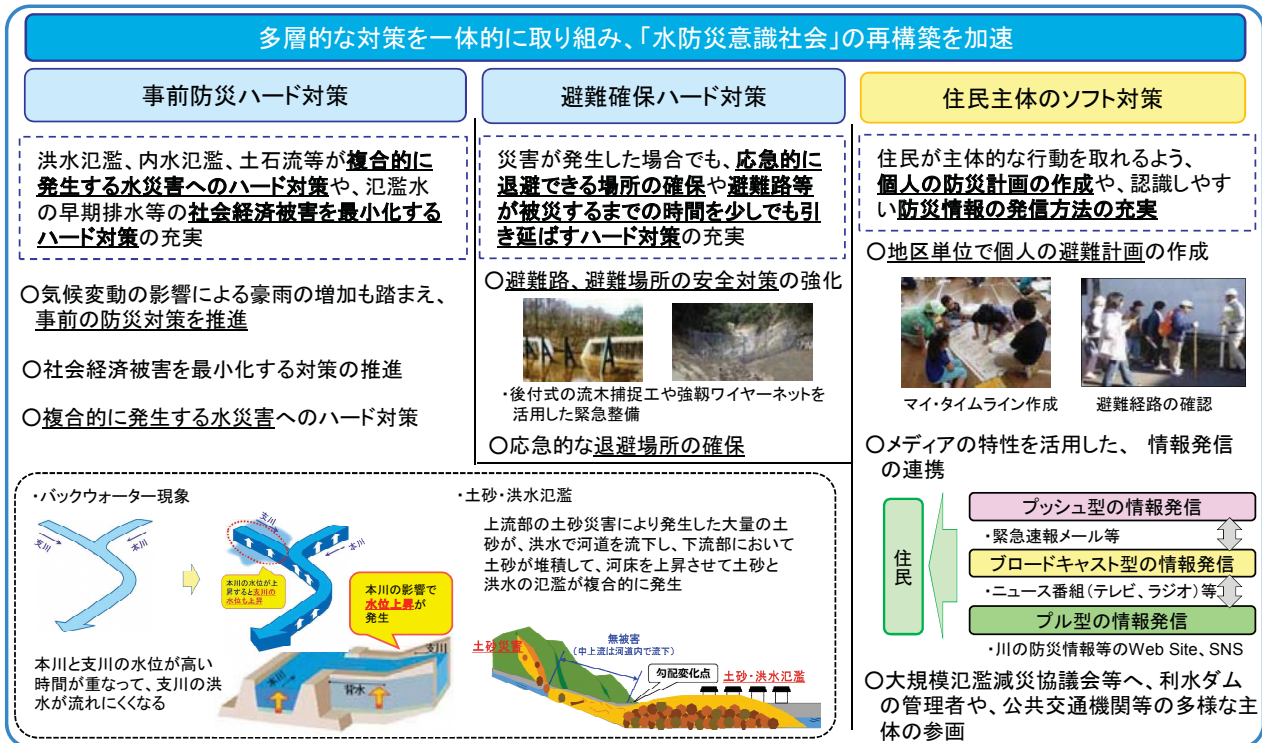 多層的な対策を一体的に取り組み、「水防災意識社会」の再構築を加速
事前防災ハード対策
洪水氾濫、内水氾濫、土石流等が複合的に
発生する水災害へのハード対策や、氾濫水
の早期排水等の社会経済被害を最小化する
ハード対策の充実
〇気候変動の影響による豪雨の増加も踏まえ、
事前の防災対策を推進
〇社会経済被害を最小化する対策の推進
〇複合的に発生する水災害へのハード対策
避難確保ハード対策
災害が発生した場合でも、応急的に
退避できる場所の確保や避難路等
が被災するまでの時間を少しでも引
き延ばすハード対策の充実
〇避難路、避難場所の安全対策の強化
・後付式の流木捕捉工や強靱ワイヤーネットを
活用した緊急整備
〇応急的な退避場所の確保
住民主体のソフト対策
住民が主体的な行動を取れるよう、
個人の防災計画の作成や、認識しやす
い防災情報の発信方法の充実
〇地区単位で個人の避難計画の作成
マイ・タイムライン作成
避難経路の確認
〇メディアの特性を活用した、 情報発信
の連携
住民
プッシュ型の情報発信
・緊急速報メール等
ブロードキャスト型の情報発信
・ニュース番組(テレビ、ラジオ)等
プル型の情報発信
・川の防災情報等のWeb Site、SNS
〇大規模氾濫減災協議会等へ、利水ダム
の管理者や、公共交通機関等の多様な主
体の参画
・バックウォーター現象
支川
本川
支川
本川
本川の水位が上
昇すると支川の
水位も上昇
本川の影響で
水位上昇が
発生
支川
本川
背水
本川と支川の水位が高い
時間が重なって、支川の洪
水が流れにくくなる
・土砂・洪水氾濫
上流部の土砂災害により発生した大量の土
砂が、洪水で河道を流下し、下流部において
土砂が堆積して、河床を上昇させて土砂と
洪水の氾濫が複合的に発生
土砂災害
無被害
(中上流は河道内で流下)
勾配変化点
土砂・洪水氾濫